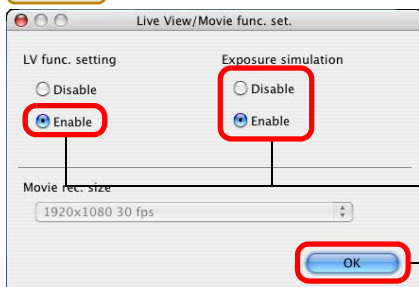 Live View/Movie func. set.
LV func. setting
Exposure simulation
Disable
Disable
Enable
Enable
Movie rec. size
1920x1080 30 fps
OK